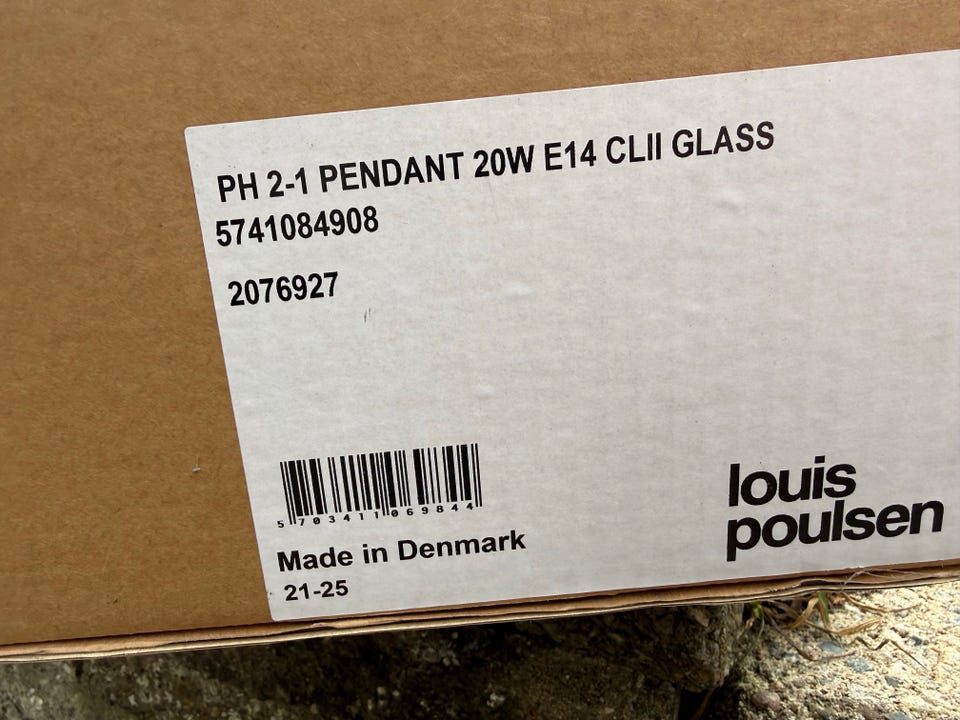 PH 2-1 PENDANT 20W E14 CLII GLASS
5741084908
2076927
5 703411 069844
Made in Denmark
21-25
louis
poulsen